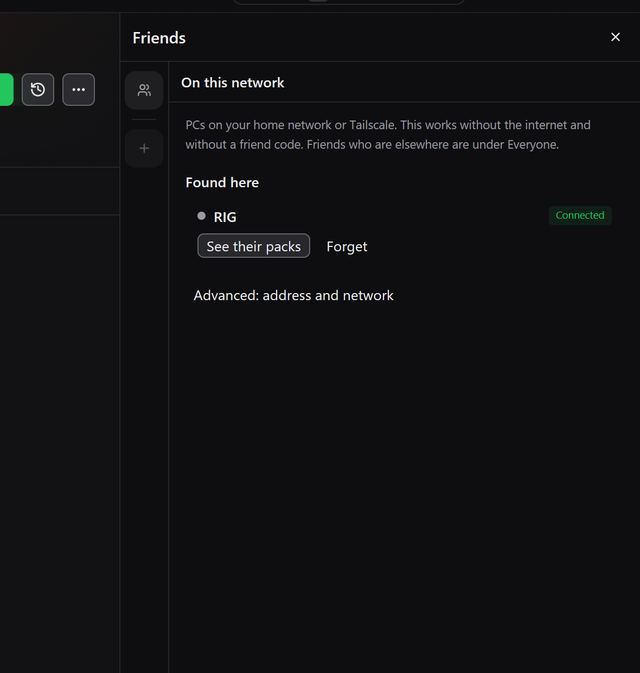 Friends
On this network
PCs on your home network or Tailscale. This works without the internet and
without a friend code. Friends who are elsewhere are under Everyone.
Found here
RIG
Connected
See their packs
Forget
Advanced: address and network